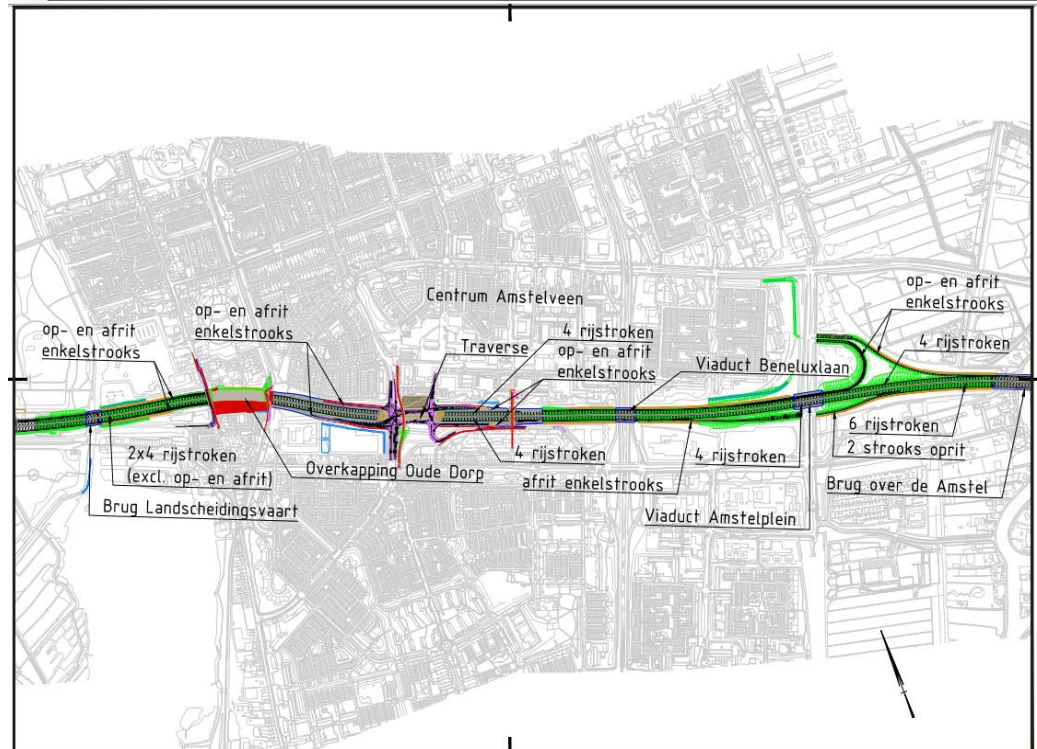 op- en afrit
enkelstrooks
op- en afrit
enkelstrooks
Centrum Amstelveen
Traverse
4 rijstroken
op- en afrit
enkelstrooks
Viaduct Beneluxlaan
op- en afrit
enkelstrooks
4 rijstroken
2x4 rijstroken
(excl. op- en afrit)
Brug Landscheidingsvaart
Overkapping Oude Dorp
4 rijstroken
afrit enkelstrooks
4 rijstroken
Viaduct Amstelplein
6 rijstroken
2 strooks oprit
Brug over de Amstel